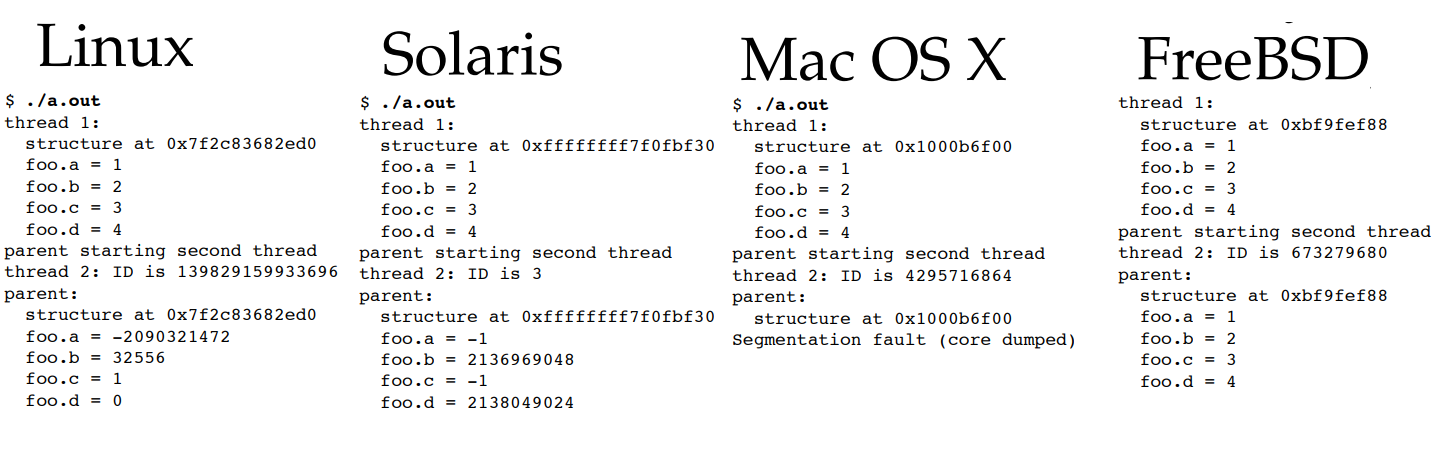 Linux
$ ./a.out
thread 1:
structure at 0x7f2c83682ed0
foo.a = 1
foo.b = 2
foo.c = 3
foo.d = 4
parent starting second thread
thread 2: ID is 139829159933696
parent:
structure at 0x7f2c83682ed0
foo.a = -2090321472
foo.b = 32556
foo.c = 1
foo.d = 0
Solaris
$ ./a.out
thread 1:
structure at 0xffffffff7f0fbf30
foo.a = 1
foo.b = 2
foo.c = 3
foo.d = 4
parent starting second thread
thread 2: ID is 3
parent:
structure at 0xffffffff7f0fbf30
foo.a = -1
foo.b = 2136969048
foo.c = -1
foo.d = 2138049024
Mac OS X
$ ./a.out
thread 1:
structure at 0x1000b6f00
foo.a = 1
foo.b = 2
foo.c = 3
foo.d = 4
parent starting second thread
thread 2: ID is 4295716864
parent:
structure at 0x1000b6f00
Segmentation fault (core dumped)
FreeBSD
thread 1:
structure at 0xbf9fef88
foo.a = 1
foo.b = 2
foo.c = 3
foo.d = 4
parent starting second thread
thread 2: ID is 673279680
parent:
structure at 0xbf9fef88
foo.a = 1
foo.b = 2
foo.c = 3
foo.d = 4